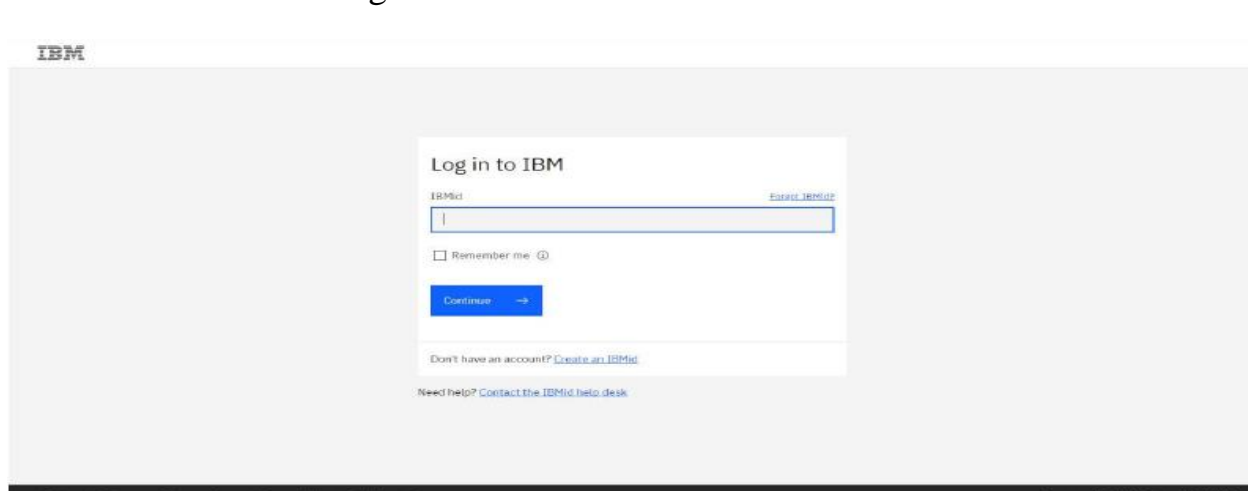 IBM
Log in to IBM
IBMid Forgot IBMid?
Remember me
Continue →
Don't have an account? Create an IBMid
Need help? Contact the IBMid help desk